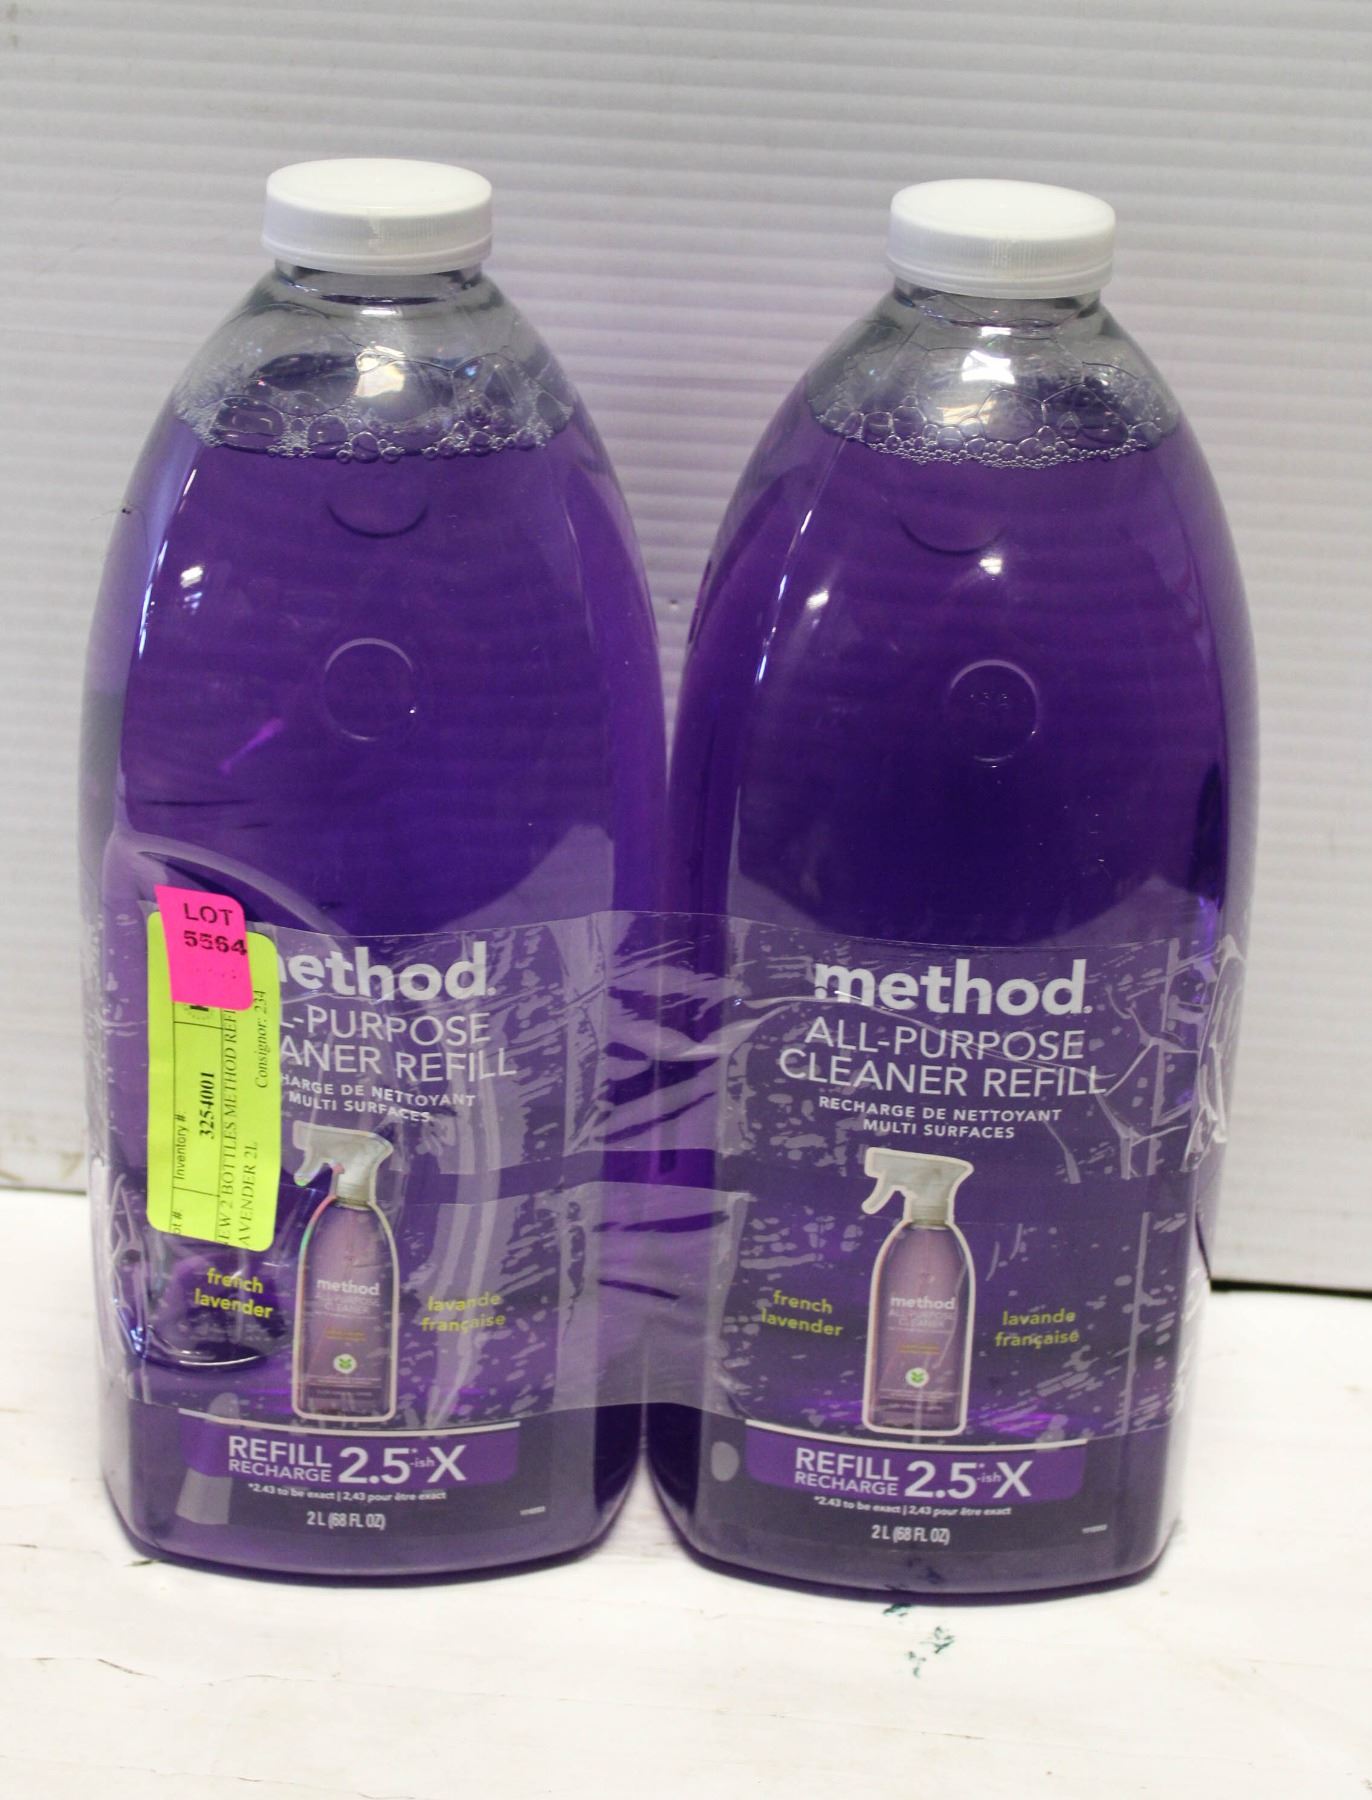 LOT
5564
Inventory #
3254001
2 BOTTLES METHOD
2L
Consignor: 234
method
PURPOSE
REFILL
DE NETTOYANT
MULTI SURFACES
method
french
lavender
lavande
française
REFILL
RECHARGE
2.5*-ish X
*2.43 to be exact | 2,43 pour être exact
2 L (68 FL OZ)
method
ALL-PURPOSE
CLEANER REFILL
RECHARGE DE NETTOYANT
MULTI SURFACES
method
ALL-PURPOSE
CLEANER
french
lavender
lavande
française
REFILL
RECHARGE
2.5*-ish X
*2.43 to be exact | 2,43 pour être exact
2 L (68 FL OZ)